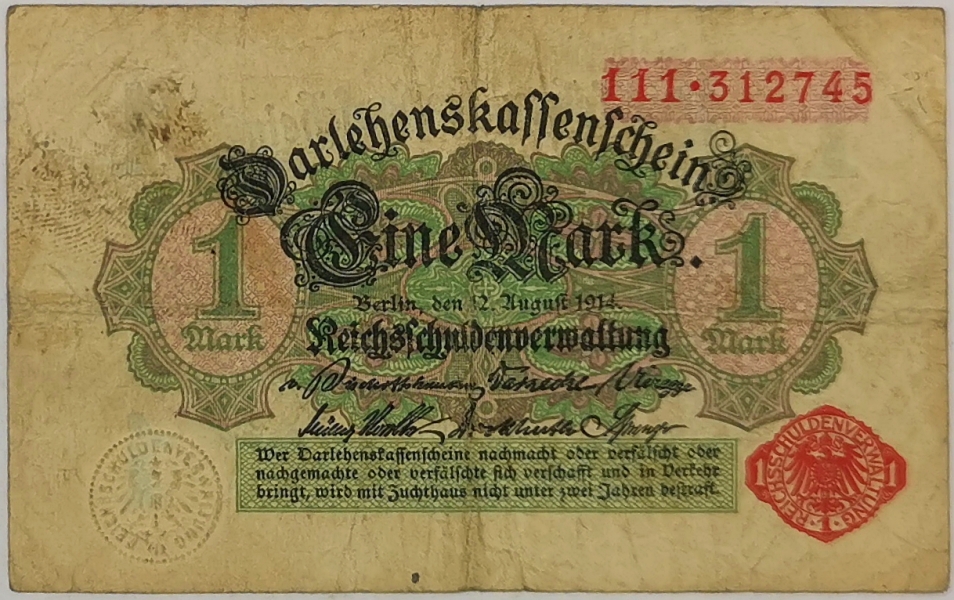 111·312745
Darlehenskassenschein
Eine Mark.
1 Mark
1 Mark
Berlin, den 12. August 1914.
Reichsschuldenverwaltung
Wer Darlehenskassenscheine nachmacht oder verfälscht oder
nachgemachte oder verfälschte sich verschafft und in Verkehr
bringt, wird mit Zuchthaus nicht unter zwei Jahren bestraft.
REICHSSCHULDENVERWALTUNG
REICHSSCHULDENVERWALTUNG
1 1 1